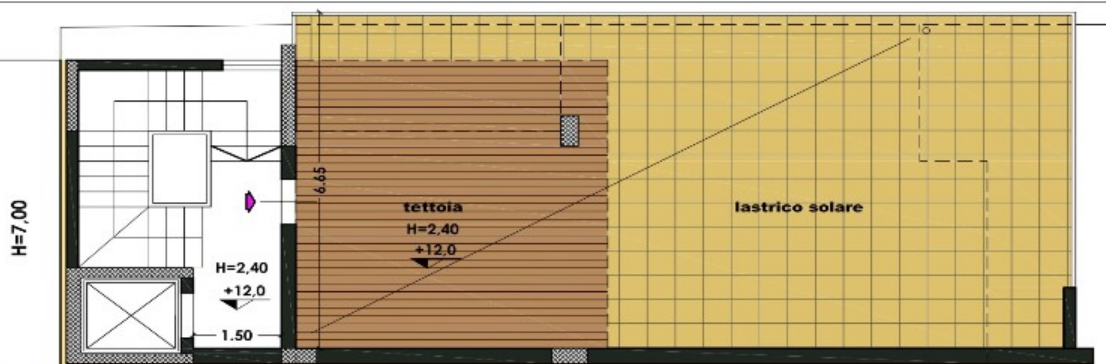 6.65
H=7,00
tettoia
H=2,40
+12,0
lastrico solare
H=2,40
+12,0
1.50